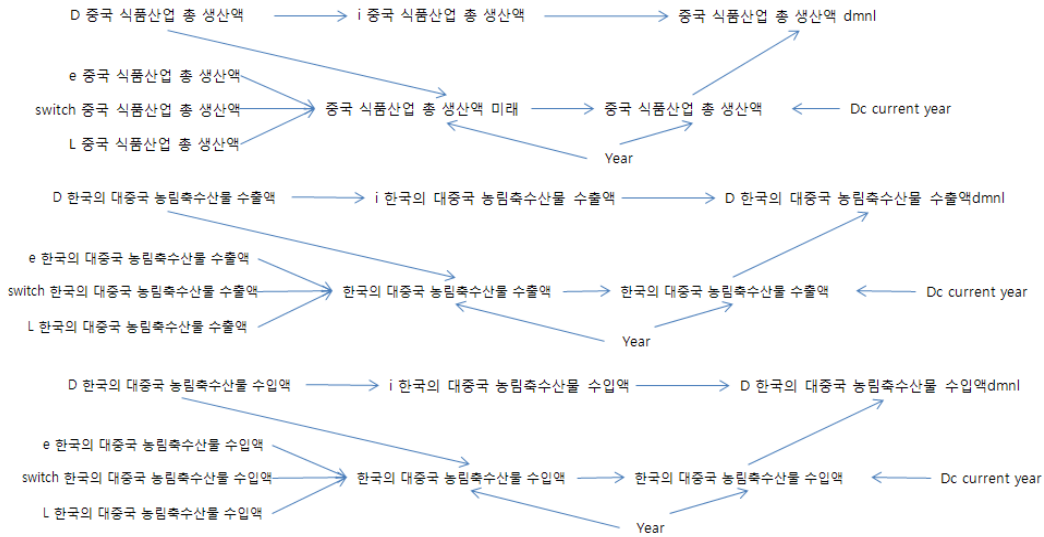 D 중국 식품산업 총 생산액 i 중국 식품산업 총 생산액 중국 식품산업 총 생산액 dmnl
e 중국 식품산업 총 생산액
switch 중국 식품산업 총 생산액 중국 식품산업 총 생산액 미래 중국 식품산업 총 생산액 Dc current year
L 중국 식품산업 총 생산액
Year
D 한국의 대중국 농림축수산물 수출액 i 한국의 대중국 농림축수산물 수출액 D 한국의 대중국 농림축수산물 수출액dmnl
e 한국의 대중국 농림축수산물 수출액
switch 한국의 대중국 농림축수산물 수출액 한국의 대중국 농림축수산물 수출액 한국의 대중국 농림축수산물 수출액 Dc current year
L 한국의 대중국 농림축수산물 수출액
Year
D 한국의 대중국 농림축수산물 수입액 i 한국의 대중국 농림축수산물 수입액 D 한국의 대중국 농림축수산물 수입액dmnl
e 한국의 대중국 농림축수산물 수입액
switch 한국의 대중국 농림축수산물 수입액 한국의 대중국 농림축수산물 수입액 한국의 대중국 농림축수산물 수입액 Dc current year
L 한국의 대중국 농림축수산물 수입액
Year